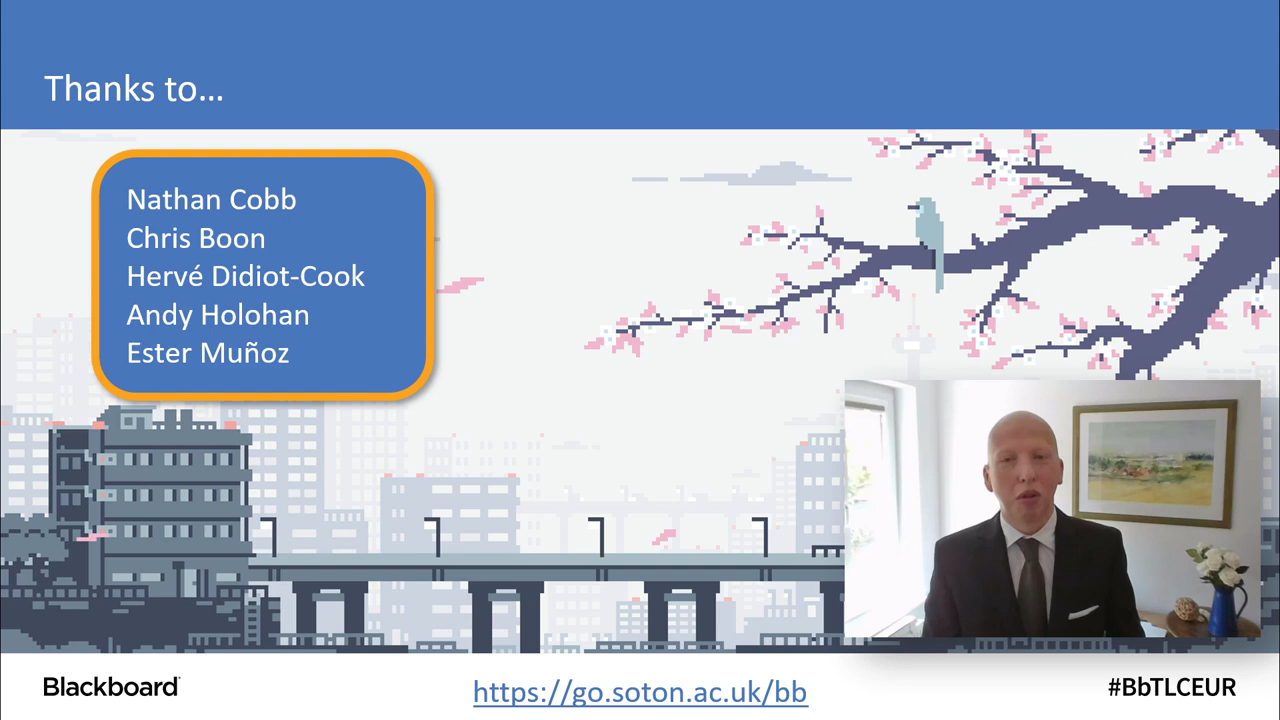 Thanks to…
Nathan Cobb
Chris Boon
Hervé Didiot-Cook
Andy Holohan
Ester Muñoz
Blackboard
https://go.soton.ac.uk/bb
#BbTLCEUR